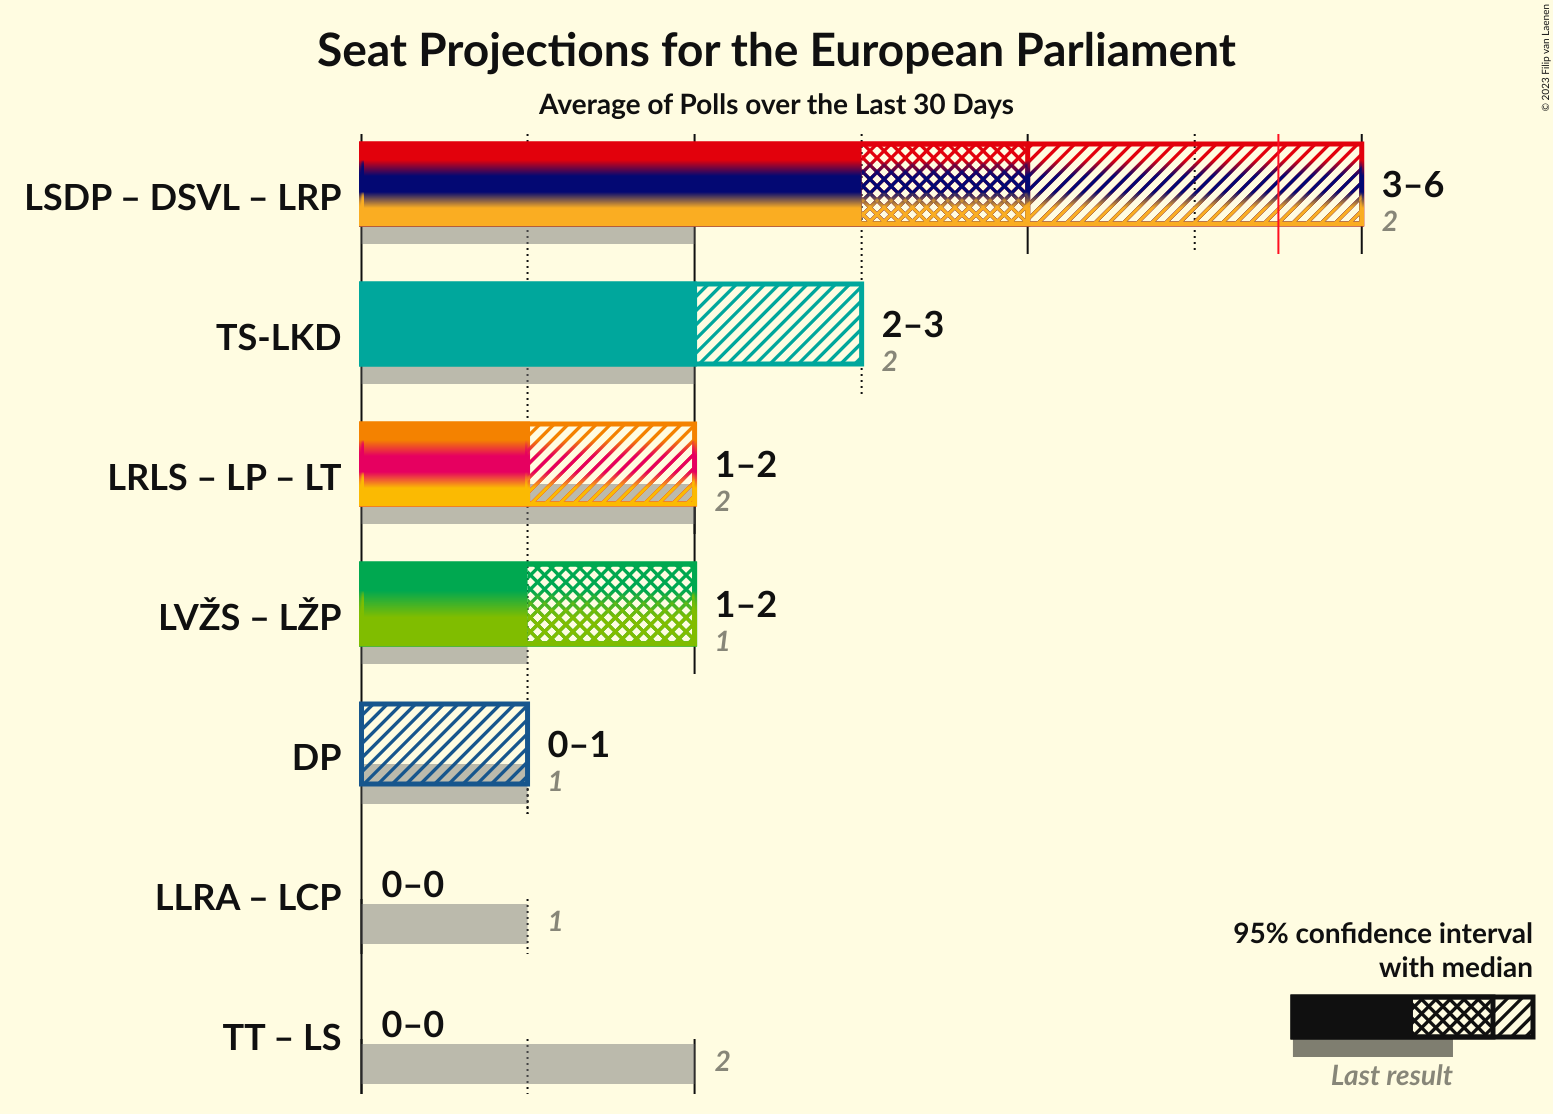 Seat Projections for the European Parliament
Average of Polls over the Last 30 Days
© 2023 Filip van Laenen
LSDP – DSVL – LRP
3–6
2
TS-LKD
2–3
2
LRLS – LP – LT
1–2
2
LVŽS – LŽP
1–2
1
DP
0–1
1
LLRA – LCP
0–0
1
TT – LS
0–0
2
95% confidence interval
with median
Last result